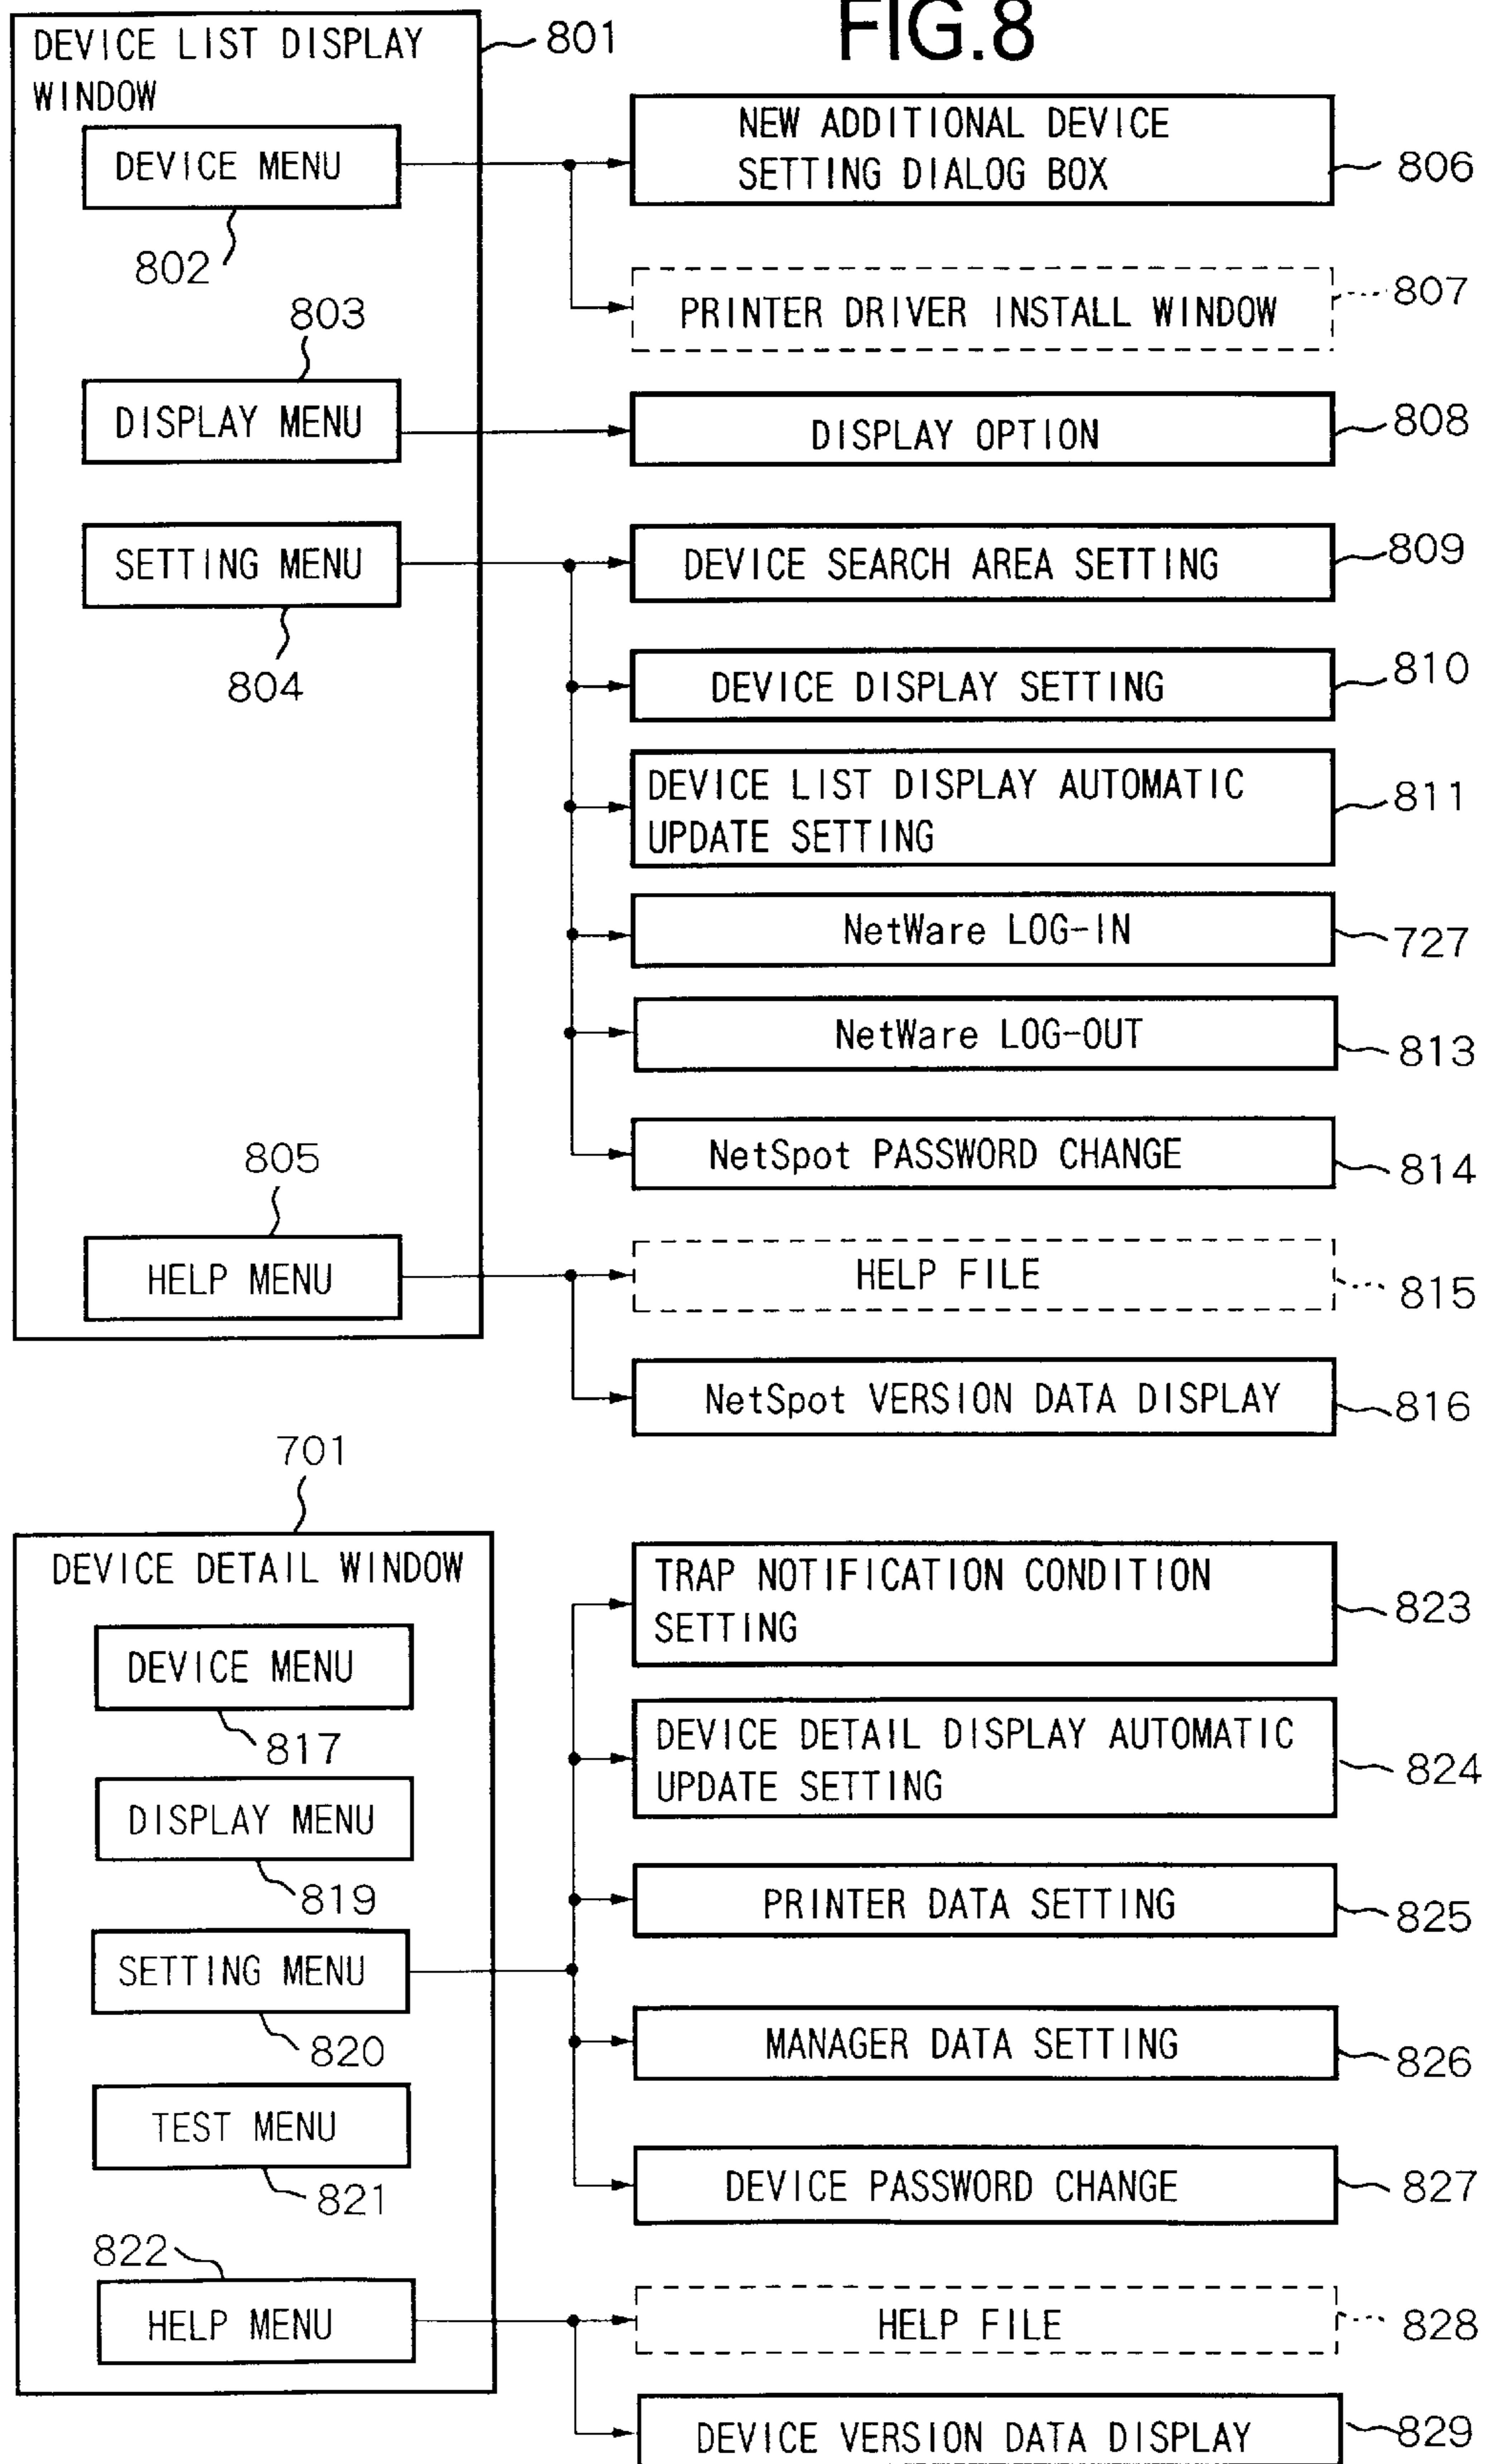 FIG.8
DEVICE LIST DISPLAY
WINDOW
801
DEVICE MENU
802
NEW ADDITIONAL DEVICE
SETTING DIALOG BOX
806
PRINTER DRIVER INSTALL WINDOW
807
803
DISPLAY MENU
DISPLAY OPTION
808
SETTING MENU
804
DEVICE SEARCH AREA SETTING
809
DEVICE DISPLAY SETTING
810
DEVICE LIST DISPLAY AUTOMATIC
UPDATE SETTING
811
NetWare LOG-IN
727
NetWare LOG-OUT
813
NetSpot PASSWORD CHANGE
814
805
HELP MENU
HELP FILE
815
NetSpot VERSION DATA DISPLAY
816
701
DEVICE DETAIL WINDOW
DEVICE MENU
817
DISPLAY MENU
819
SETTING MENU
820
TEST MENU
821
822
HELP MENU
TRAP NOTIFICATION CONDITION
SETTING
823
DEVICE DETAIL DISPLAY AUTOMATIC
UPDATE SETTING
824
PRINTER DATA SETTING
825
MANAGER DATA SETTING
826
DEVICE PASSWORD CHANGE
827
HELP FILE
828
DEVICE VERSION DATA DISPLAY
829